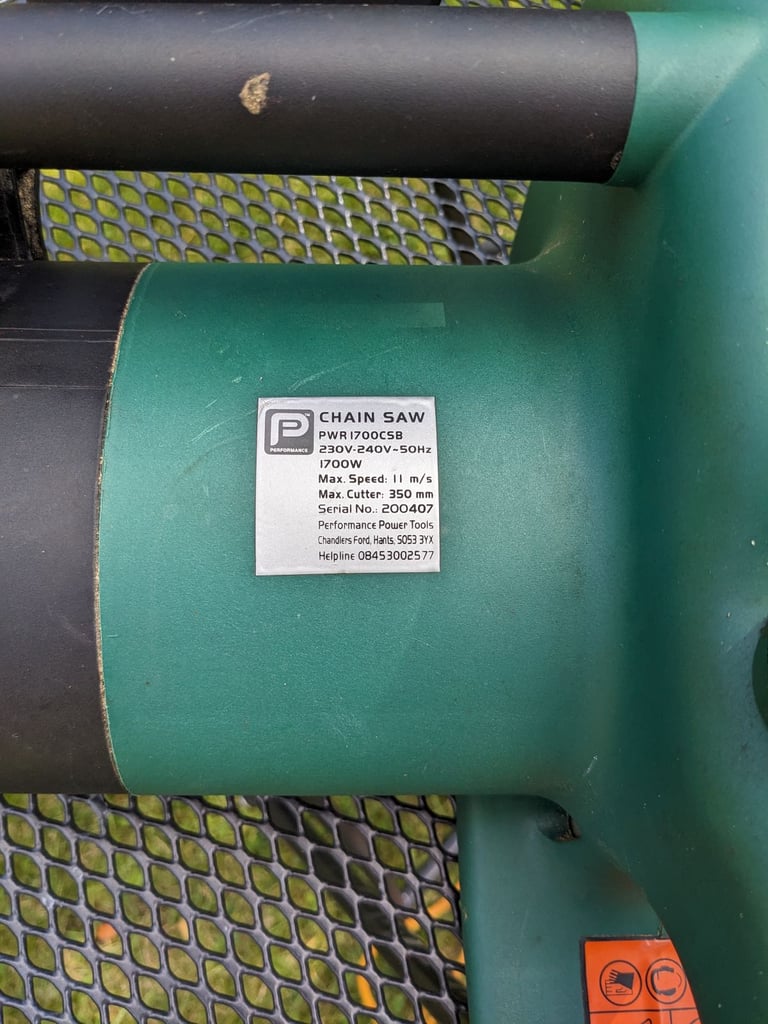 P
PERFORMANCE
CHAIN SAW
PWR1700CSB
230V-240V~50Hz
1700W
Max. Speed: 11 m/s
Max. Cutter: 350 mm
Serial No.: 200407
Performance Power Tools
Chandlers Ford, Hants, SO53 3YX
Helpline 08453002577